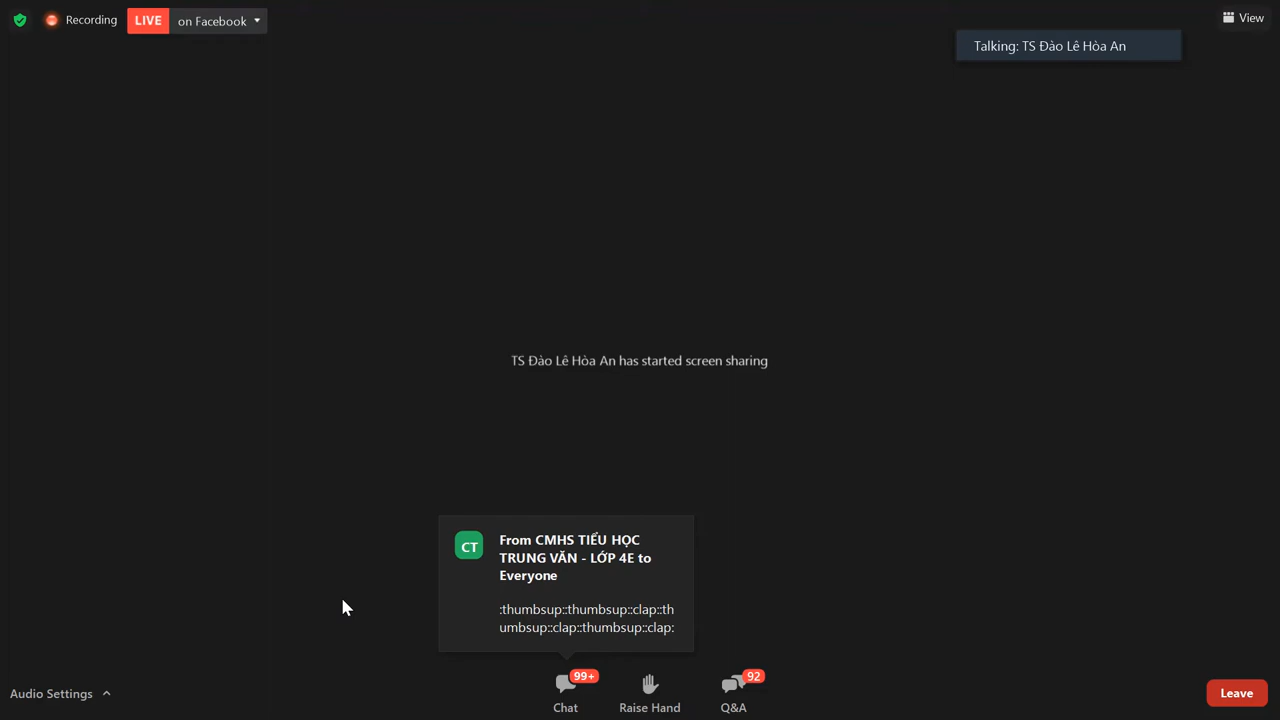 Recording
LIVE on Facebook
View
Talking: TS Đào Lê Hòa An
TS Đào Lê Hòa An has started screen sharing
CT
From CMHS TIỂU HỌC
TRUNG VĂN - LỚP 4E to
Everyone
:thumbsup::thumbsup::clap::th
umbsup::clap::thumbsup::clap:
99+
92
Audio Settings
Chat
Raise Hand
Q&A
Leave